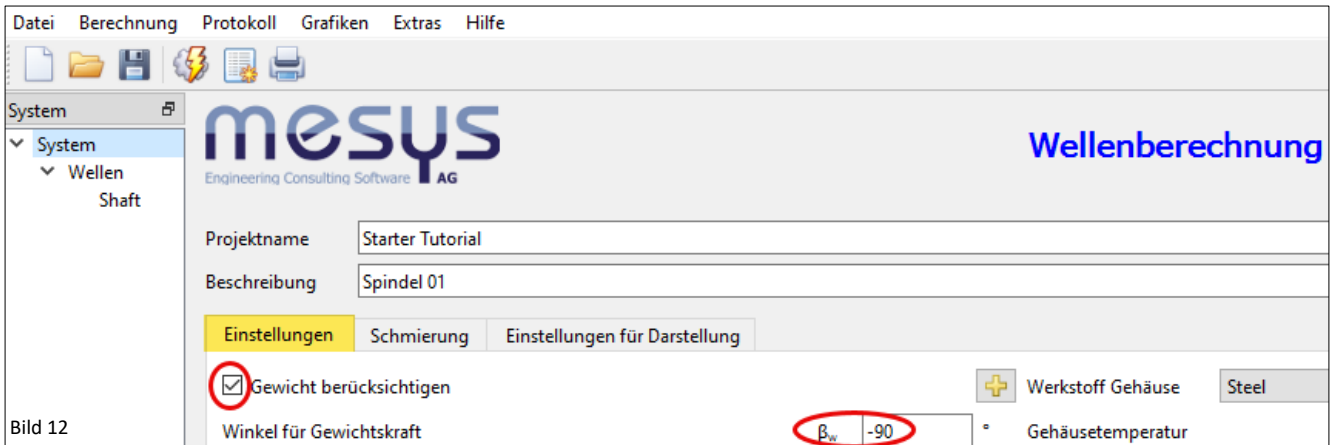 Datei Berechnung Protokoll Grafiken Extras Hilfe
System
System
Wellen
Shaft
mesys
Engineering Consulting Software AG
Wellenberechnung
Projektname Starter Tutorial
Beschreibung Spindel 01
Einstellungen Schmierung Einstellungen für Darstellung
Gewicht berücksichtigen Werkstoff Gehäuse Steel
Winkel für Gewichtskraft βw -90 ° Gehäusetemperatur
Bild 12